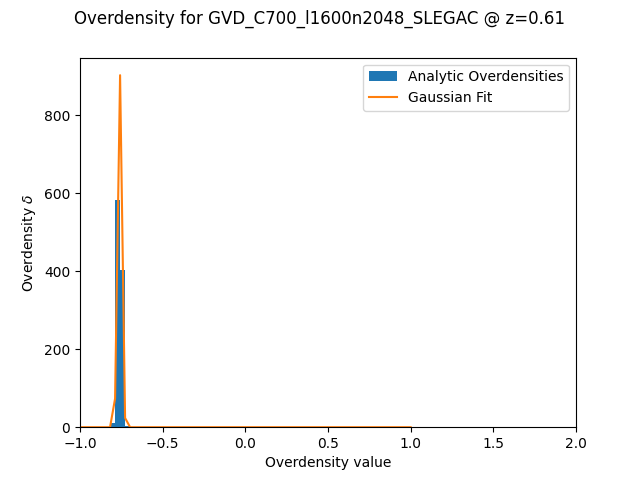 Overdensity for GVD_C700_l1600n2048_SLEGAC @ z=0.61
Analytic Overdensities
Gaussian Fit
Overdensity δ
800
600
400
200
0
−1.0 −0.5 0.0 0.5 1.0 1.5 2.0
Overdensity value